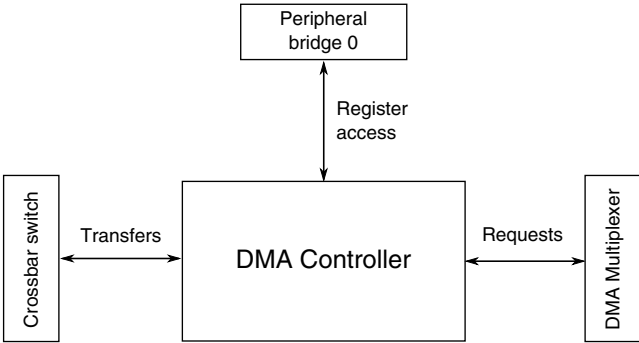 Peripheral
bridge 0
Register
access
Crossbar switch
Transfers
DMA Controller
Requests
DMA Multiplexer